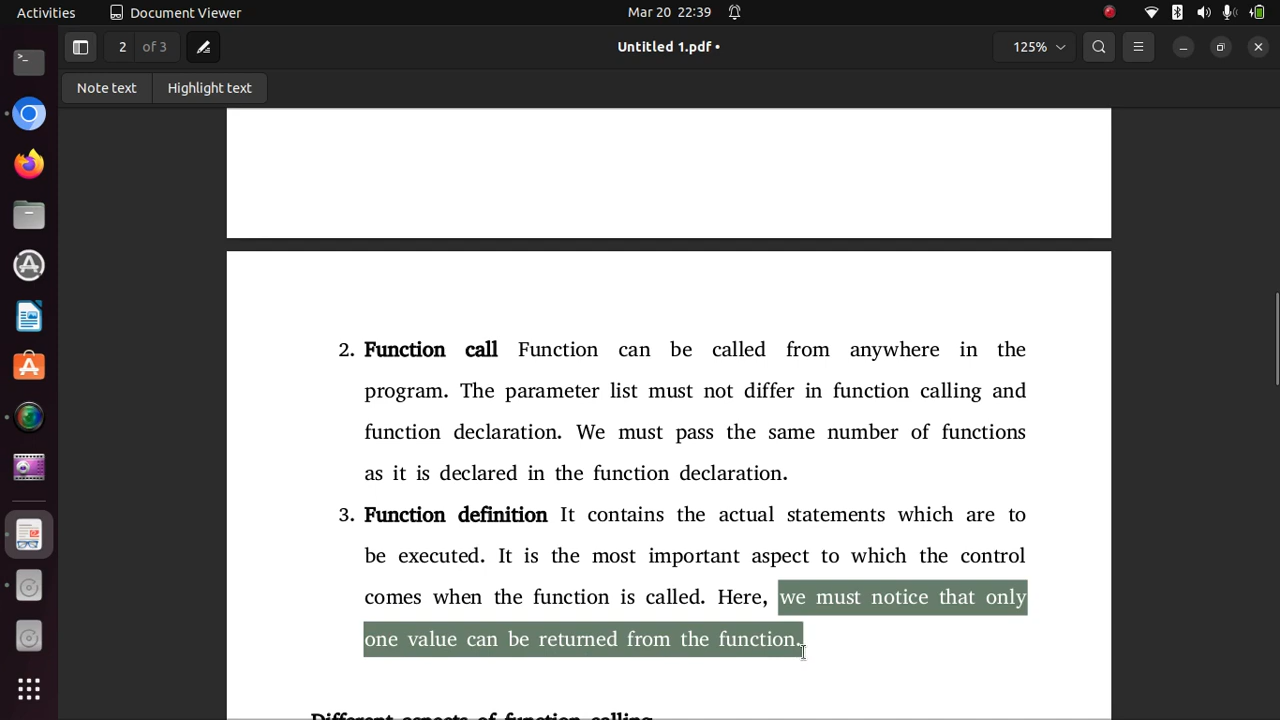 Activities Document Viewer Mar 20 22:39
2 of 3 Untitled 1.pdf • 125%
Note text Highlight text
2. Function call Function can be called from anywhere in the
program. The parameter list must not differ in function calling and
function declaration. We must pass the same number of functions
as it is declared in the function declaration.
3. Function definition It contains the actual statements which are to
be executed. It is the most important aspect to which the control
comes when the function is called. Here, we must notice that only
one value can be returned from the function.
Different aspects of function calling